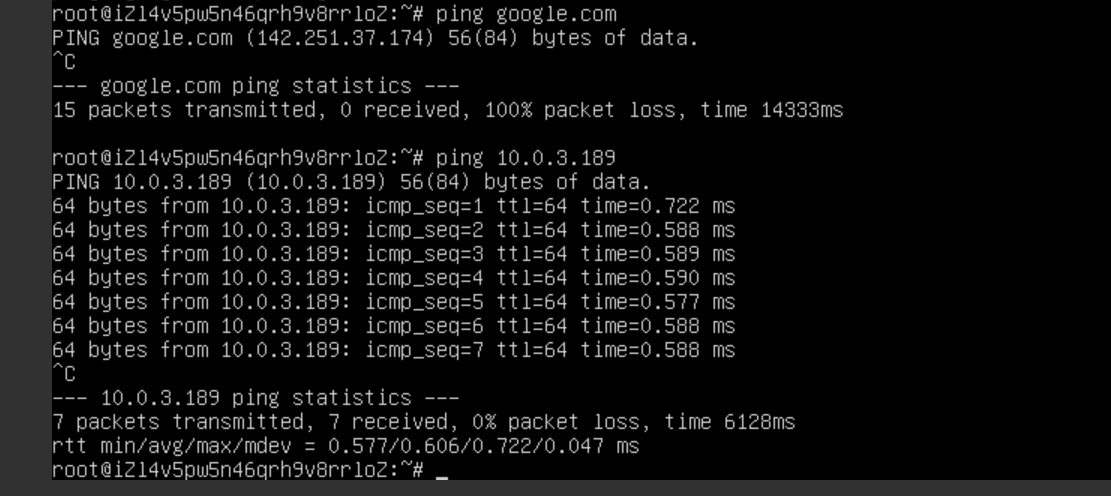 root@iZl4v5pw5n46qrh9v8rrloZ:~# ping google.com
PING google.com (142.251.37.174) 56(84) bytes of data.
^C
--- google.com ping statistics ---
15 packets transmitted, 0 received, 100% packet loss, time 14333ms
root@iZl4v5pw5n46qrh9v8rrloZ:~# ping 10.0.3.189
PING 10.0.3.189 (10.0.3.189) 56(84) bytes of data.
64 bytes from 10.0.3.189: icmp_seq=1 ttl=64 time=0.722 ms
64 bytes from 10.0.3.189: icmp_seq=2 ttl=64 time=0.588 ms
64 bytes from 10.0.3.189: icmp_seq=3 ttl=64 time=0.589 ms
64 bytes from 10.0.3.189: icmp_seq=4 ttl=64 time=0.590 ms
64 bytes from 10.0.3.189: icmp_seq=5 ttl=64 time=0.577 ms
64 bytes from 10.0.3.189: icmp_seq=6 ttl=64 time=0.588 ms
64 bytes from 10.0.3.189: icmp_seq=7 ttl=64 time=0.588 ms
^C
--- 10.0.3.189 ping statistics ---
7 packets transmitted, 7 received, 0% packet loss, time 6128ms
rtt min/avg/max/mdev = 0.577/0.606/0.722/0.047 ms
root@iZl4v5pw5n46qrh9v8rrloZ:~# _